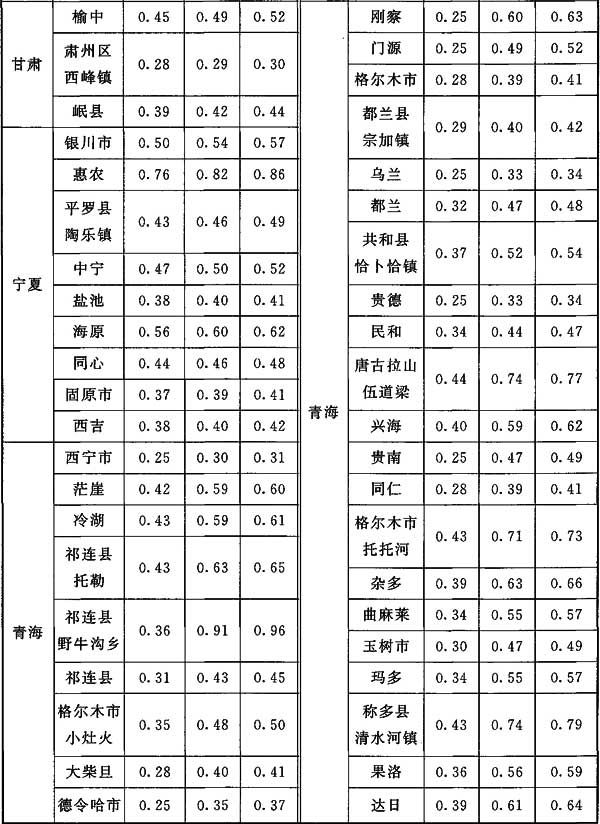 甘肃 榆中 0.45 0.49 0.52
肃州区
西峰镇 0.28 0.29 0.30
岷县 0.39 0.42 0.44
宁夏 银川市 0.50 0.54 0.57
惠农 0.76 0.82 0.86
平罗县
陶乐镇 0.43 0.46 0.49
中宁 0.47 0.50 0.52
盐池 0.38 0.40 0.41
海原 0.56 0.60 0.62
同心 0.44 0.46 0.48
固原市 0.37 0.39 0.41
西吉 0.38 0.40 0.42
青海 西宁市 0.25 0.30 0.31
茫崖 0.42 0.59 0.60
冷湖 0.43 0.59 0.61
祁连县
托勒 0.43 0.63 0.65
祁连县
野牛沟乡 0.36 0.91 0.96
祁连县 0.31 0.43 0.45
格尔木市
小灶火 0.35 0.48 0.50
大柴旦 0.28 0.40 0.41
德令哈市 0.25 0.35 0.37
青海 刚察 0.25 0.60 0.63
门源 0.25 0.49 0.52
格尔木市 0.28 0.39 0.41
都兰县
宗加镇 0.29 0.40 0.42
乌兰 0.25 0.33 0.34
都兰 0.32 0.47 0.48
共和县
恰卜恰镇 0.37 0.52 0.54
贵德 0.25 0.33 0.34
民和 0.34 0.44 0.47
唐古拉山
伍道梁 0.44 0.74 0.77
兴海 0.40 0.59 0.62
贵南 0.25 0.47 0.49
同仁 0.28 0.39 0.41
格尔木市
托托河 0.43 0.71 0.73
杂多 0.39 0.63 0.66
曲麻莱 0.34 0.55 0.57
玉树市 0.30 0.47 0.49
玛多 0.34 0.55 0.57
称多县
清水河镇 0.43 0.74 0.79
果洛 0.36 0.56 0.59
达日 0.39 0.61 0.64